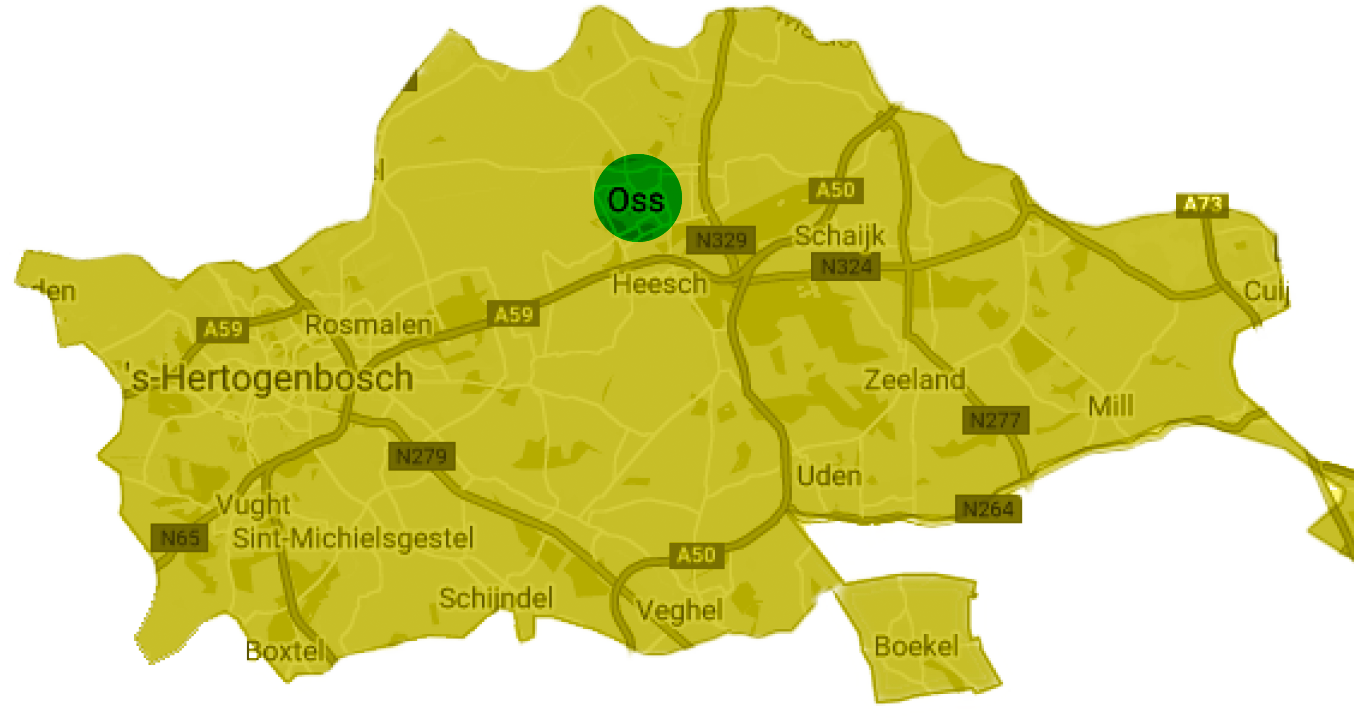 Oss
A50
A73
N329
Schaijk
N324
Heesch
den
Cuij
A59
A59
Rosmalen
's-Hertogenbosch
Zeeland
Mill
N277
N279
Uden
Vught
N264
N65
Sint-Michielsgestel
A50
Schijndel
Veghel
Boxtel
Boekel